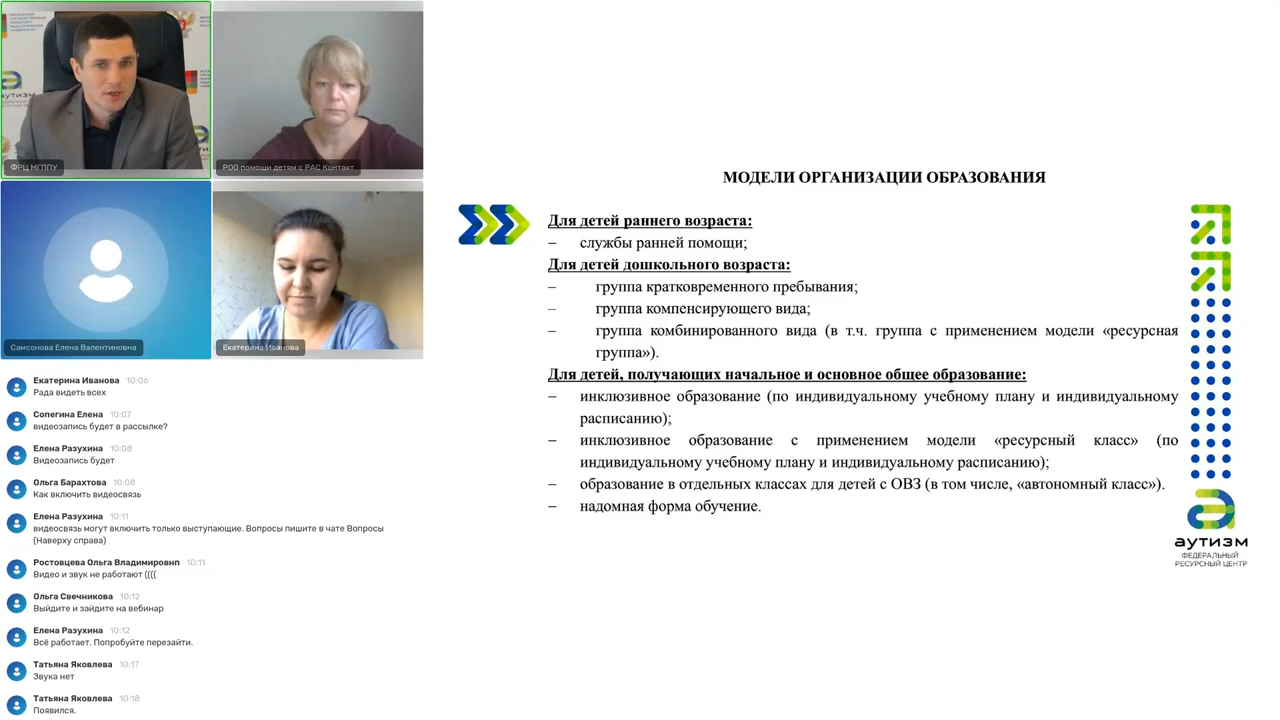 ФРЦ МГППУ
РОО помощи детям с РАС Контакт
Самсонова Елена Валентиновна
Екатерина Иванова
Екатерина Иванова 10:06
Рада видеть всех
Сопегина Елена 10:07
видеозапись будет в рассылке?
Елена Разухина 10:08
Видеозапись будет
Ольга Барахтова 10:08
Как включить видеосвязь
Елена Разухина 10:11
видеосвязь могут включить только выступающие. Вопросы пишите в чате Вопросы
(Наверху справа)
Ростовцева Ольга Владимировнп 10:11
Видео и звук не работают ((((
Ольга Свечникова 10:12
Выйдите и зайдите на вебинар
Елена Разухина 10:12
Всё работает. Попробуйте перезайти.
Татьяна Яковлева 10:17
Звука нет
Татьяна Яковлева 10:18
Появился.
МОДЕЛИ ОРГАНИЗАЦИИ ОБРАЗОВАНИЯ
Для детей раннего возраста:
– службы ранней помощи;
Для детей дошкольного возраста:
– группа кратковременного пребывания;
– группа компенсирующего вида;
– группа комбинированного вида (в т.ч. группа с применением модели «ресурсная
группа»).
Для детей, получающих начальное и основное общее образование:
– инклюзивное образование (по индивидуальному учебному плану и индивидуальному
расписанию);
– инклюзивное образование с применением модели «ресурсный класс» (по
индивидуальному учебному плану и индивидуальному расписанию);
– образование в отдельных классах для детей с ОВЗ (в том числе, «автономный класс»).
– надомная форма обучение.
аутизм
ФЕДЕРАЛЬНЫЙ
РЕСУРСНЫЙ ЦЕНТР